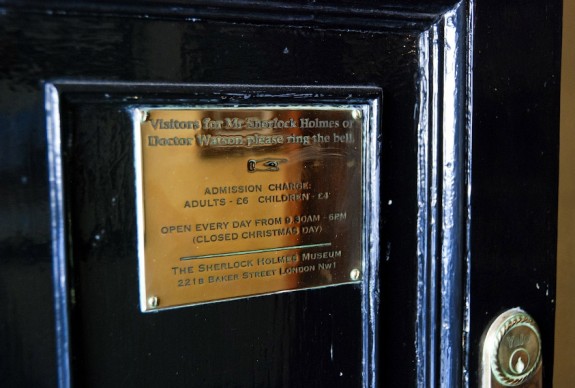 Visitors for Mr Sherlock Holmes or
Doctor Watson please ring the bell
ADMISSION CHARGE:
ADULTS - £6 CHILDREN - £4
OPEN EVERY DAY FROM 9.30AM - 6PM
(CLOSED CHRISTMAS DAY)
THE SHERLOCK HOLMES MUSEUM
221B BAKER STREET LONDON NW1